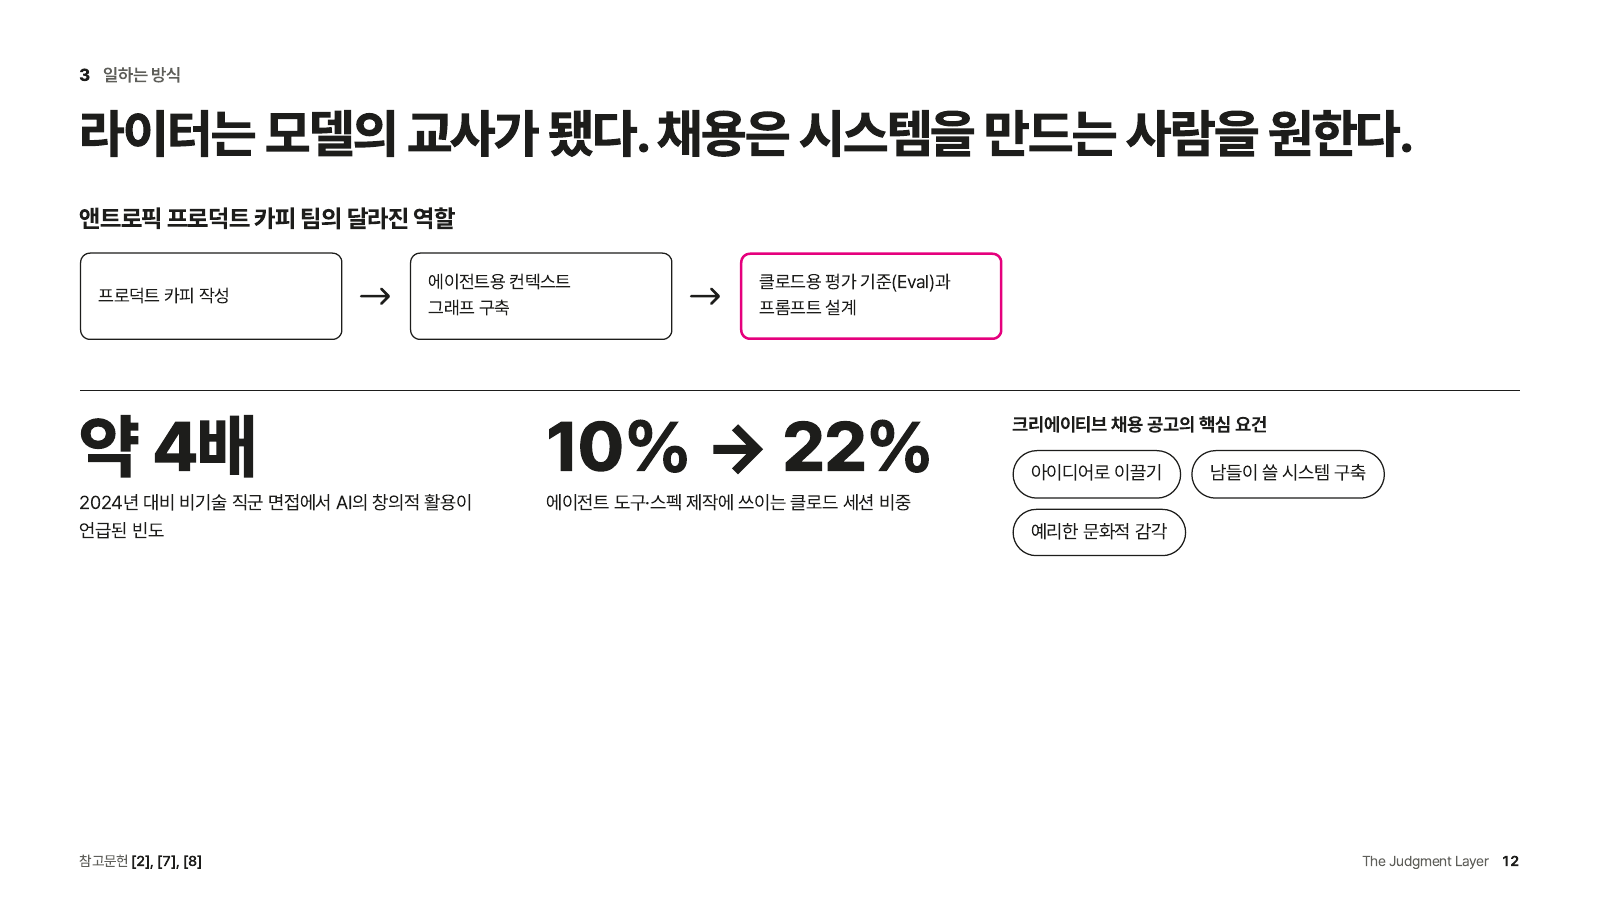 3 일하는 방식
라이터는 모델의 교사가 됐다. 채용은 시스템을 만드는 사람을 원한다.
앤트로픽 프로덕트 카피 팀의 달라진 역할
프로덕트 카피 작성
→
에이전트용 컨텍스트
그래프 구축
→
클로드용 평가 기준(Eval)과
프롬프트 설계
약 4배
2024년 대비 비기술 직군 면접에서 AI의 창의적 활용이
언급된 빈도
10% → 22%
에이전트 도구·스펙 제작에 쓰이는 클로드 세션 비중
크리에이티브 채용 공고의 핵심 요건
아이디어로 이끌기
남들이 쓸 시스템 구축
예리한 문화적 감각
참고문헌 [2], [7], [8]
The Judgment Layer 12